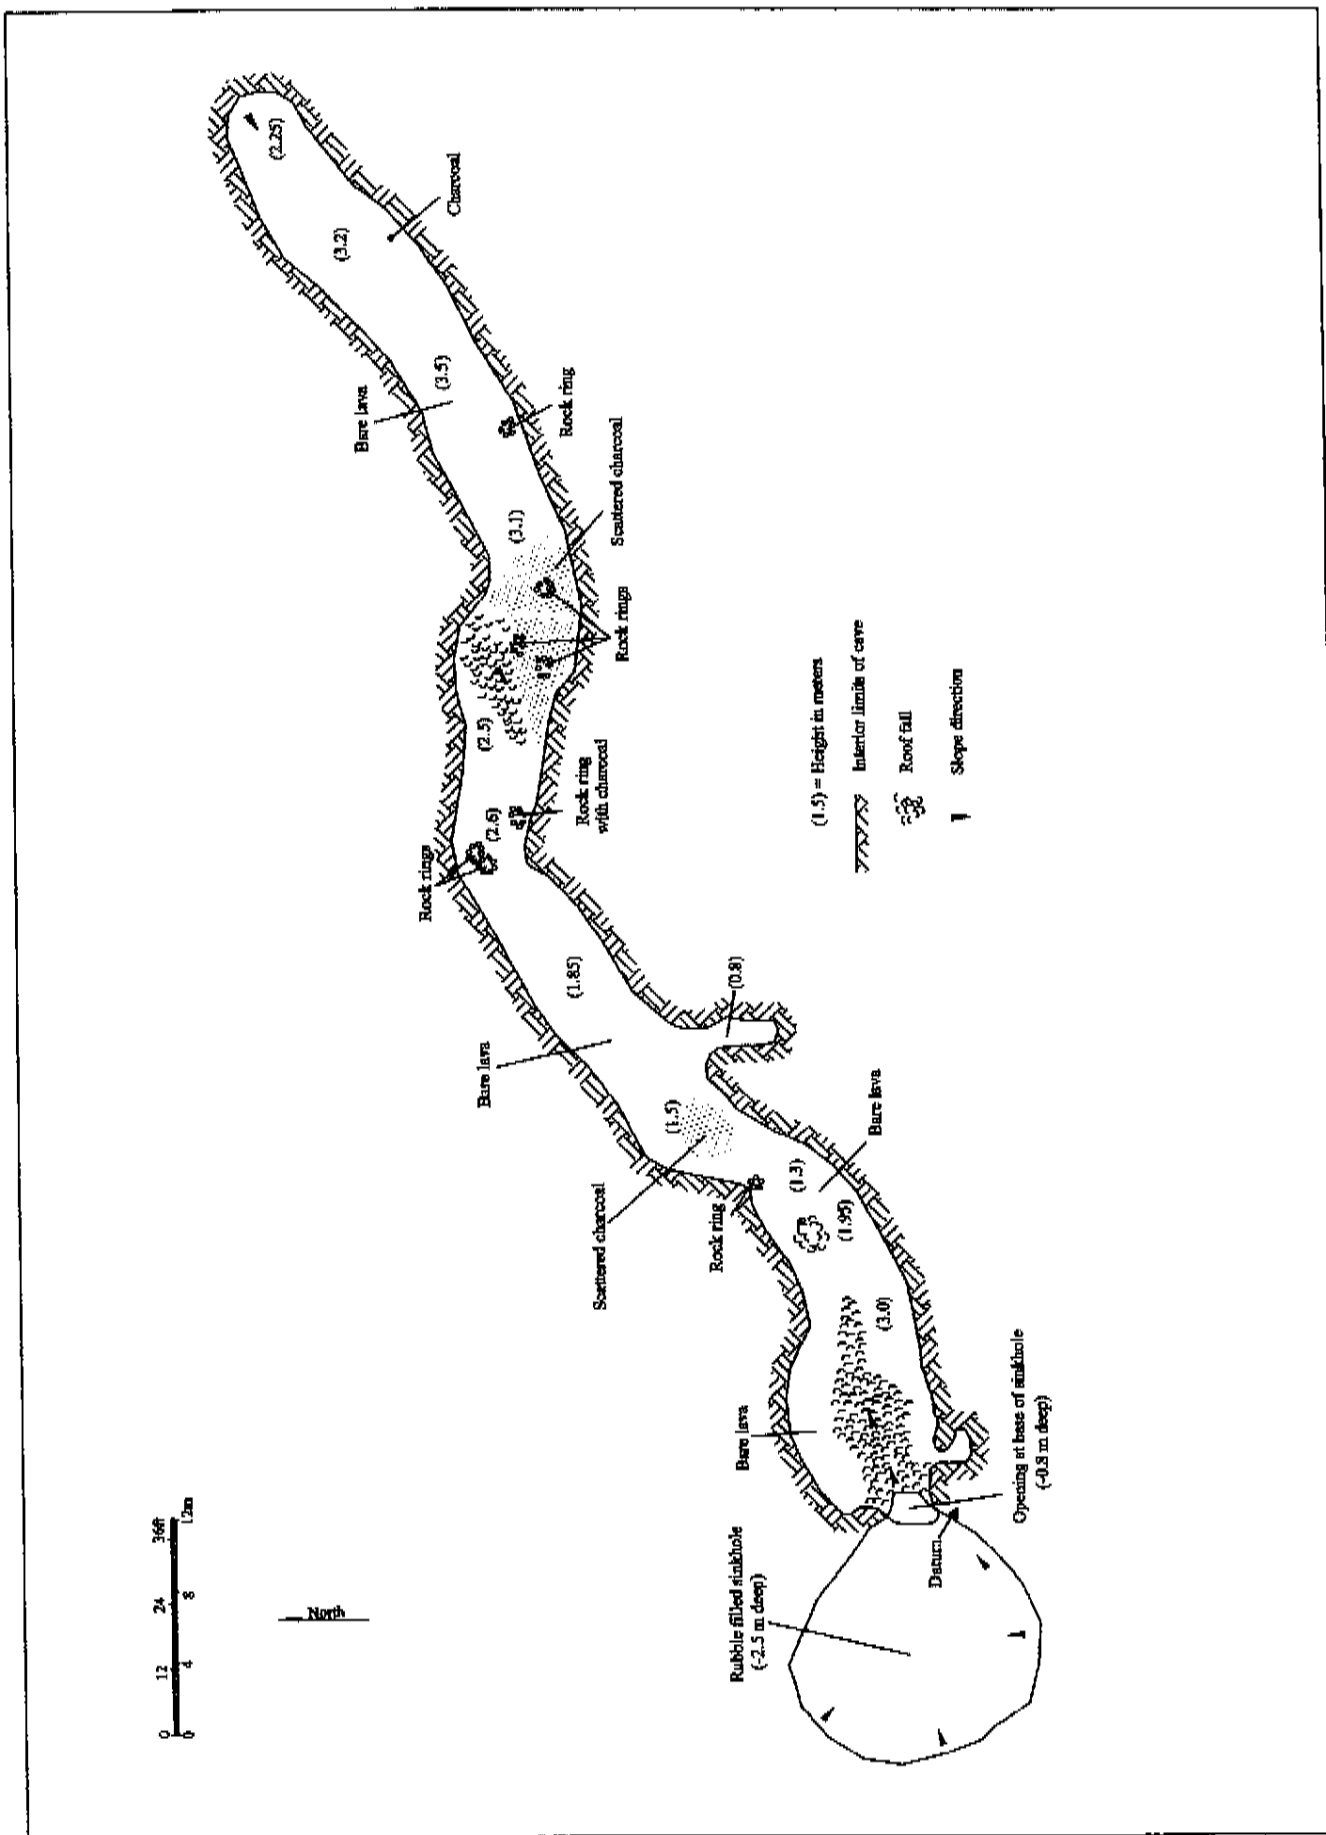 0 12 24 36ft
0 4 8 12m
North
(2.25)
(3.2)
Charcoal
Bare lava
(3.5)
Rock ring
(3.1)
Scattered charcoal
Rock rings
(2.5)
Rock ring
with charcoal
(2.6)
Rock rings
(1.85)
(0.8)
Bare lava
(1.5)
Scattered charcoal
Bare lava
(1.3)
Rock ring
(1.95)
(3.0)
Bare lava
Opening at base of sinkhole
(-0.8 m deep)
Datum
Rubble filled sinkhole
(-2.5 m deep)
(1.5) = Height in meters
Interior limits of cave
Roof fall
Slope direction